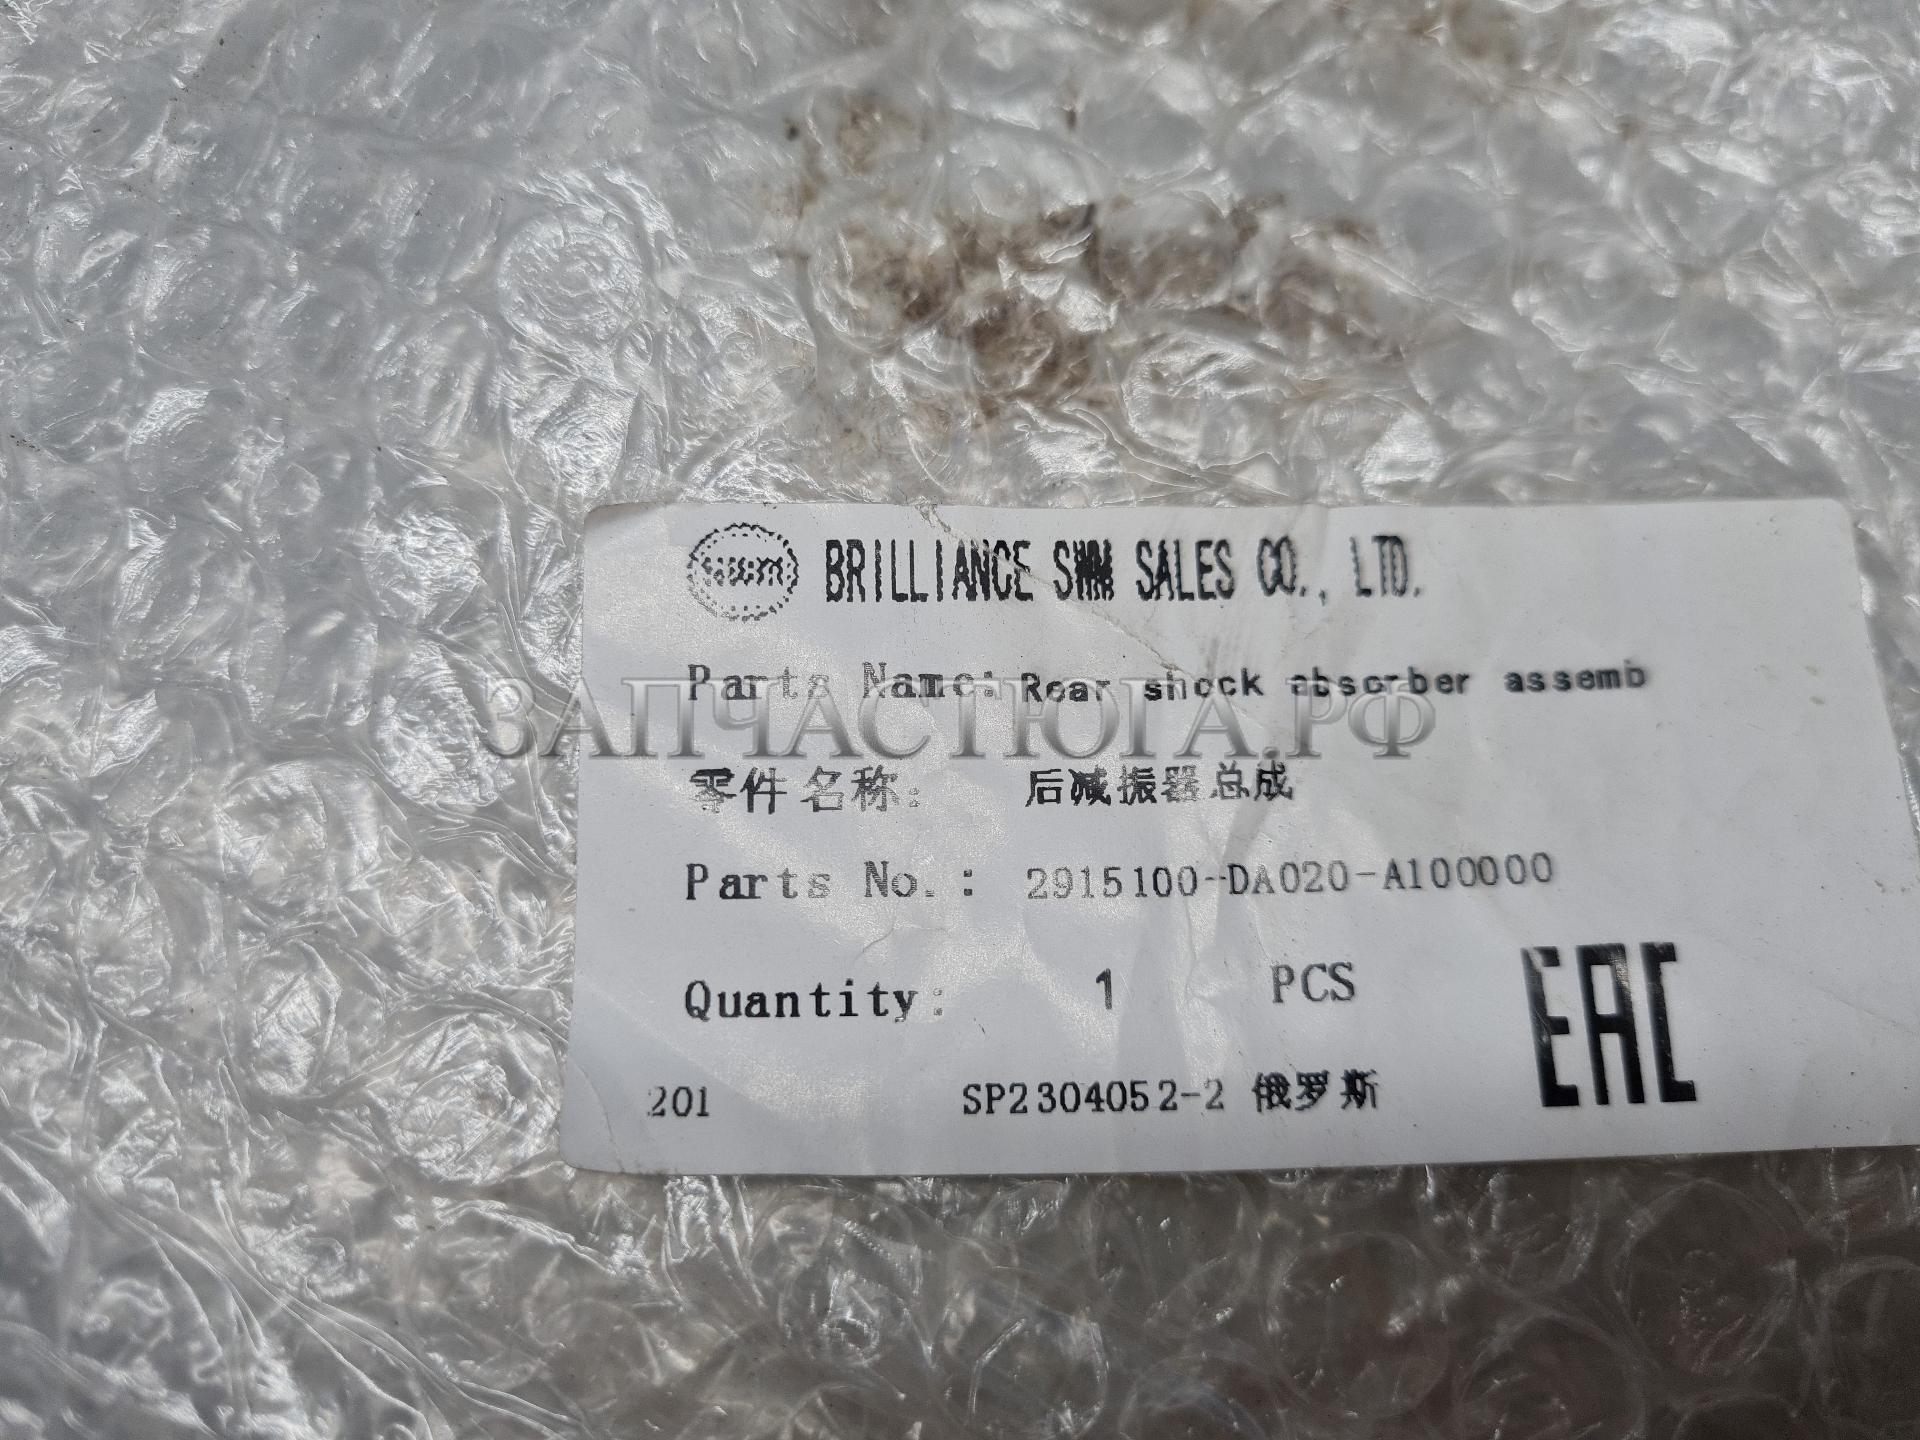 BRILLIANCE SWM SALES CO., LTD.
Parts Name: Rear shock absorber assemb
ЗАПЧАСТЮГА.РФ
零件名称: 后减振器总成
Parts No.: 2915100-DA020-A100000
Quantity: 1 PCS
EAC
201 SP2304052-2 俄罗斯